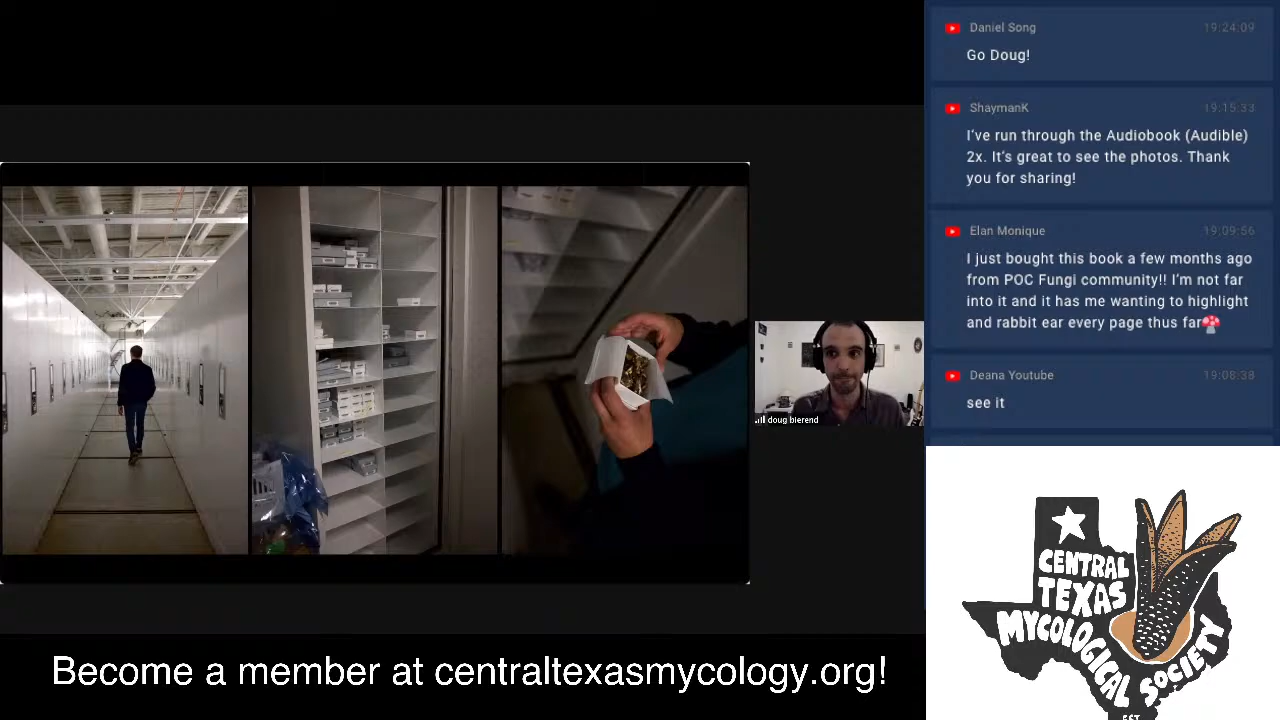 doug bierend
Become a member at centraltexasmycology.org!
Daniel Song
19:24:09
Go Doug!
ShaymanK
19:15:33
I've run through the Audiobook (Audible)
2x. It's great to see the photos. Thank
you for sharing!
Elan Monique
19:09:56
I just bought this book a few months ago
from POC Fungi community!! I'm not far
into it and it has me wanting to highlight
and rabbit ear every page thus far🍄
Deana Youtube
19:08:38
see it
CENTRAL
TEXAS
MYCOLOGICAL
SOCIETY
EST